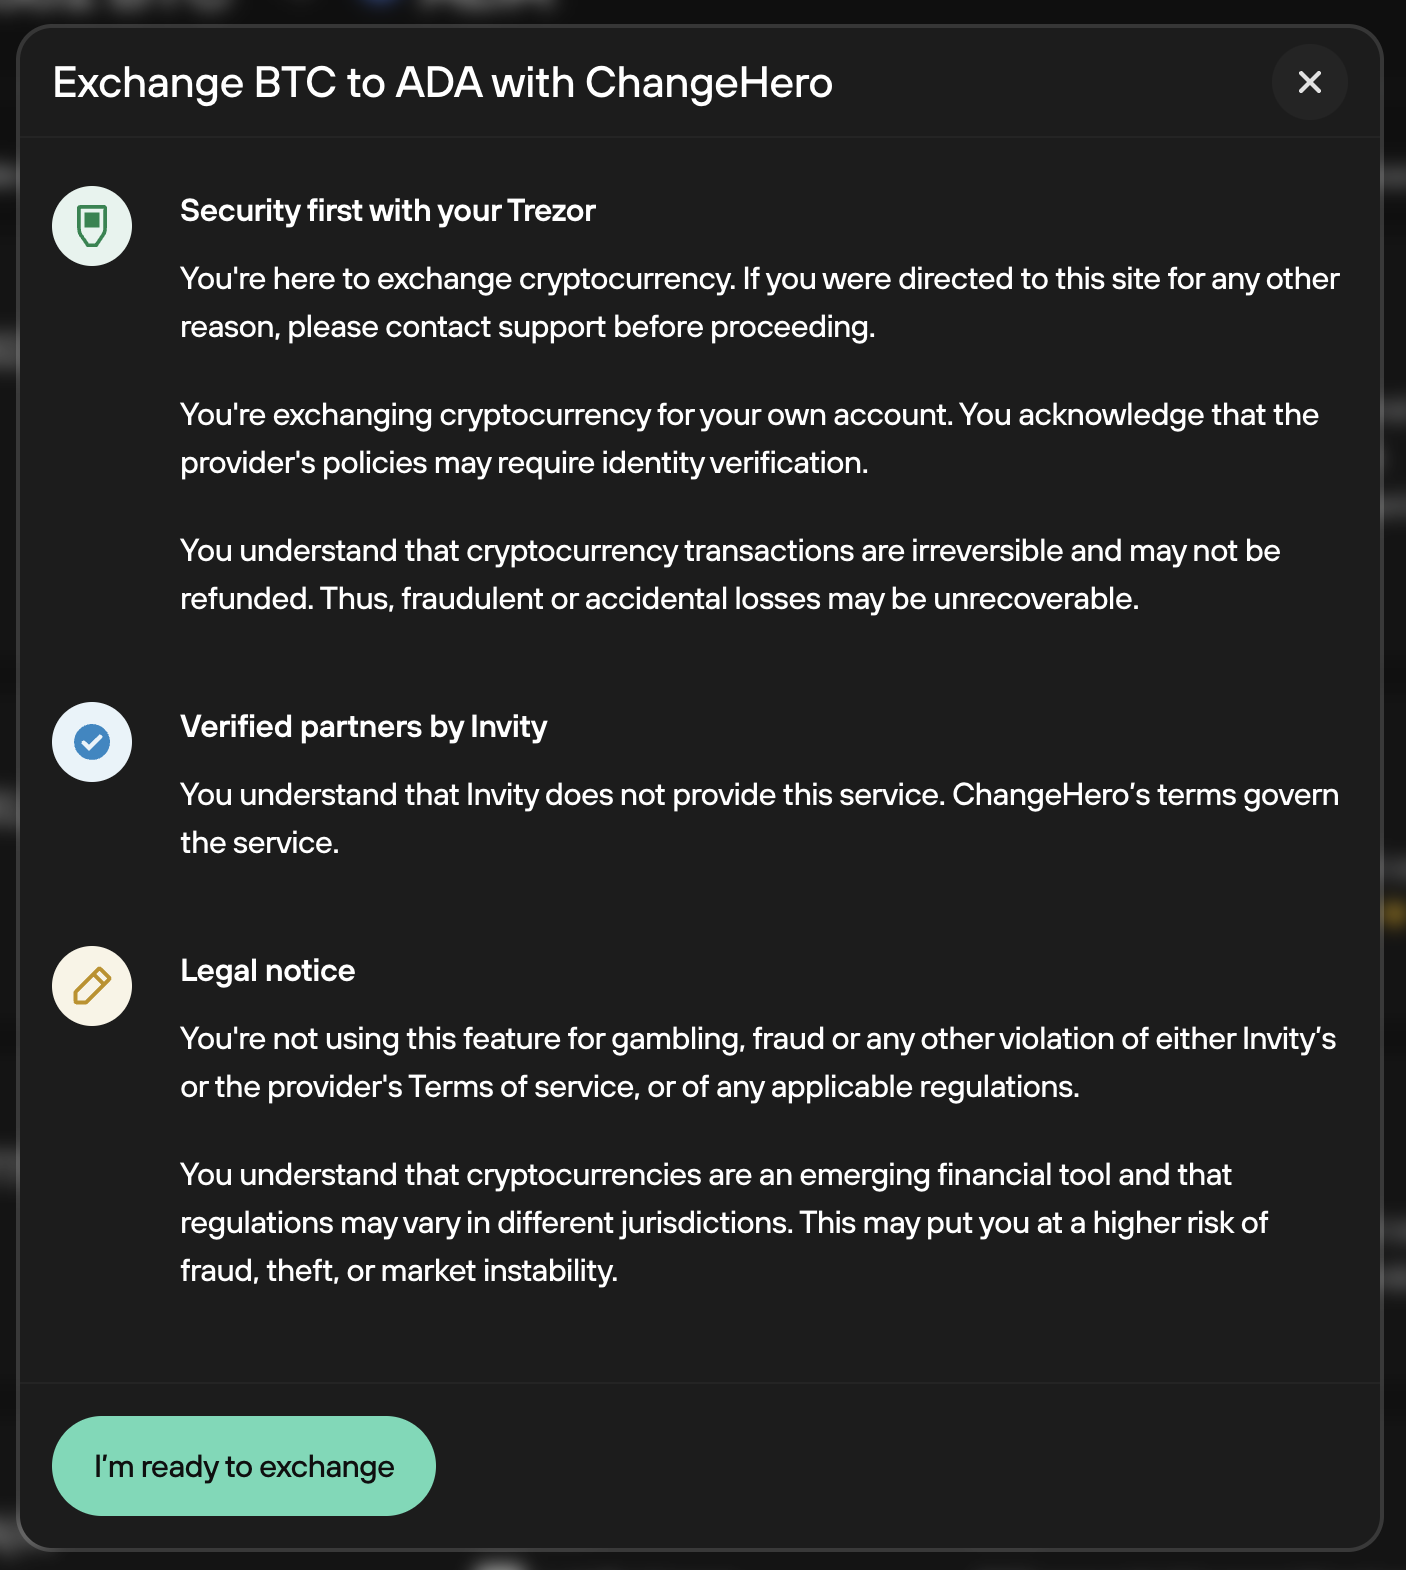 Exchange BTC to ADA with ChangeHero
Security first with your Trezor
You're here to exchange cryptocurrency. If you were directed to this site for any other
reason, please contact support before proceeding.
You're exchanging cryptocurrency for your own account. You acknowledge that the
provider's policies may require identity verification.
You understand that cryptocurrency transactions are irreversible and may not be
refunded. Thus, fraudulent or accidental losses may be unrecoverable.
Verified partners by Invity
You understand that Invity does not provide this service. ChangeHero’s terms govern
the service.
Legal notice
You're not using this feature for gambling, fraud or any other violation of either Invity’s
or the provider's Terms of service, or of any applicable regulations.
You understand that cryptocurrencies are an emerging financial tool and that
regulations may vary in different jurisdictions. This may put you at a higher risk of
fraud, theft, or market instability.
I’m ready to exchange